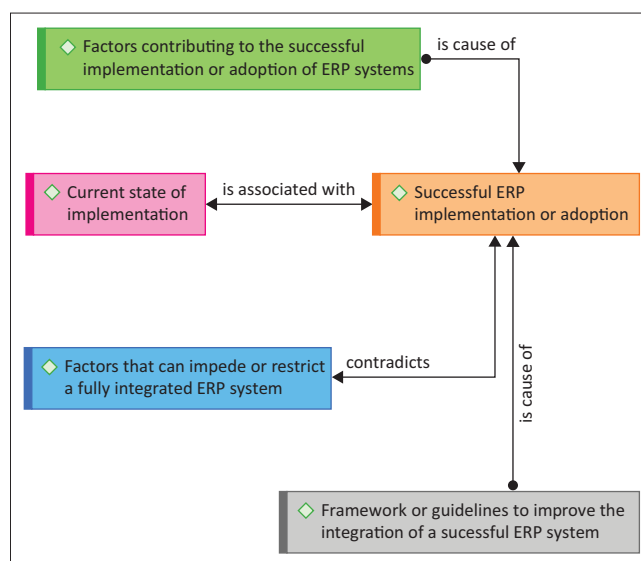 Factors contributing to the successful
implementation or adoption of ERP systems
is cause of
Current state of
implementation
is associated with
Successful ERP
implementation or adoption
Factors that can impede or restrict
a fully integrated ERP system
contradicts
is cause of
Framework or guidelines to improve the
integration of a sucessful ERP system